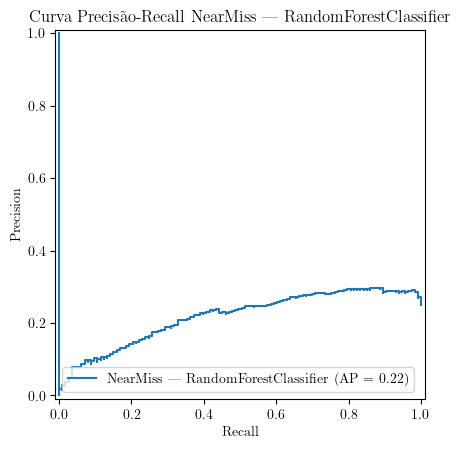 Curva Precisão-Recall NearMiss — RandomForestClassifier
1.0
0.8
0.6
0.4
0.2
0.0
Precision
NearMiss — RandomForestClassifier (AP = 0.22)
0.0 0.2 0.4 0.6 0.8 1.0
Recall